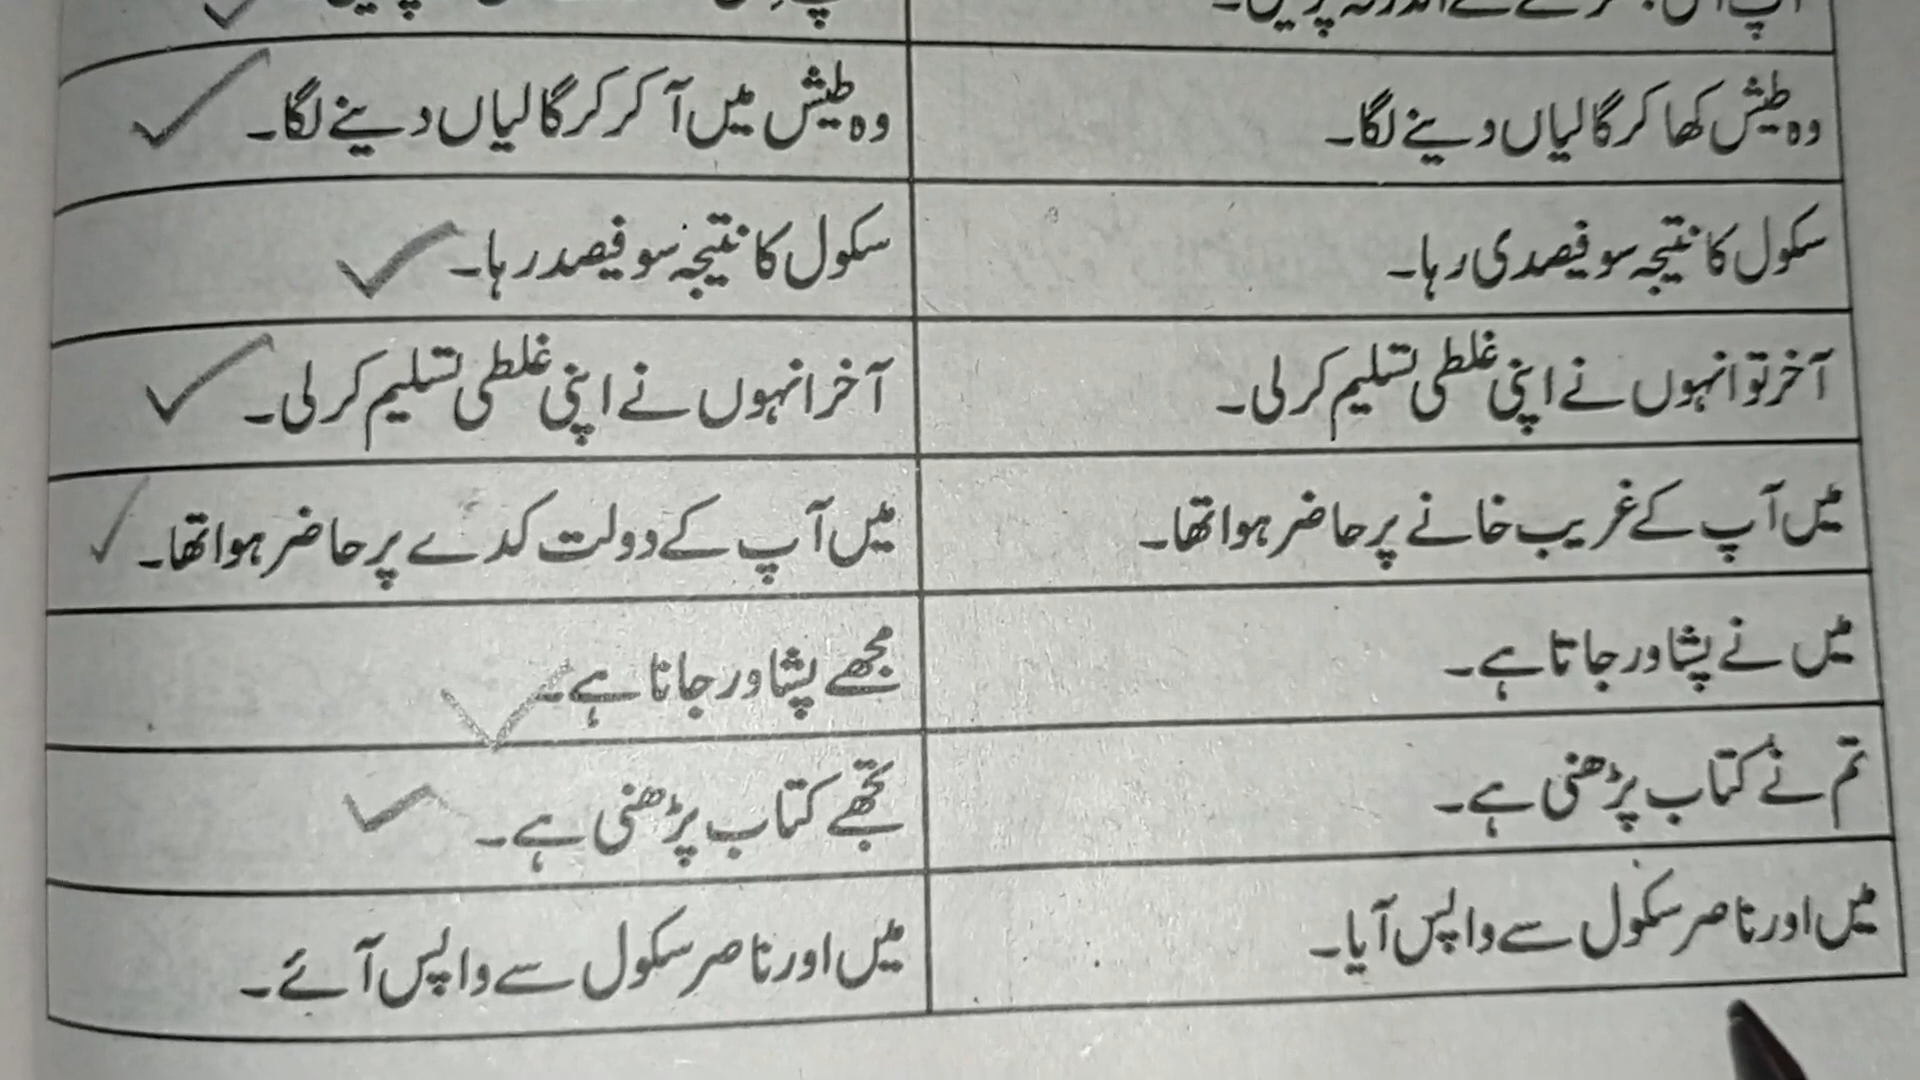 وہ طیش کھا کر گالیاں دینے لگا۔ وہ طیش میں آ کر کر گالیاں دینے لگا۔
سکول کا نتیجہ سو فیصدی رہا۔ سکول کا نتیجہ سو فیصد رہا۔
آخر تو انہوں نے اپنی غلطی تسلیم کر لی۔ آخر انہوں نے اپنی غلطی تسلیم کر لی۔
میں آپ کے غریب خانے پر حاضر ہوا تھا۔ میں آپ کے دولت کدے پر حاضر ہوا تھا۔
میں نے پشاور جاتا ہے۔ مجھے پشاور جانا ہے۔
تم نے کتاب پڑھنی ہے۔ تجھے کتاب پڑھنی ہے۔
میں اور ناصر سکول سے واپس آیا۔ میں اور ناصر سکول سے واپس آئے۔